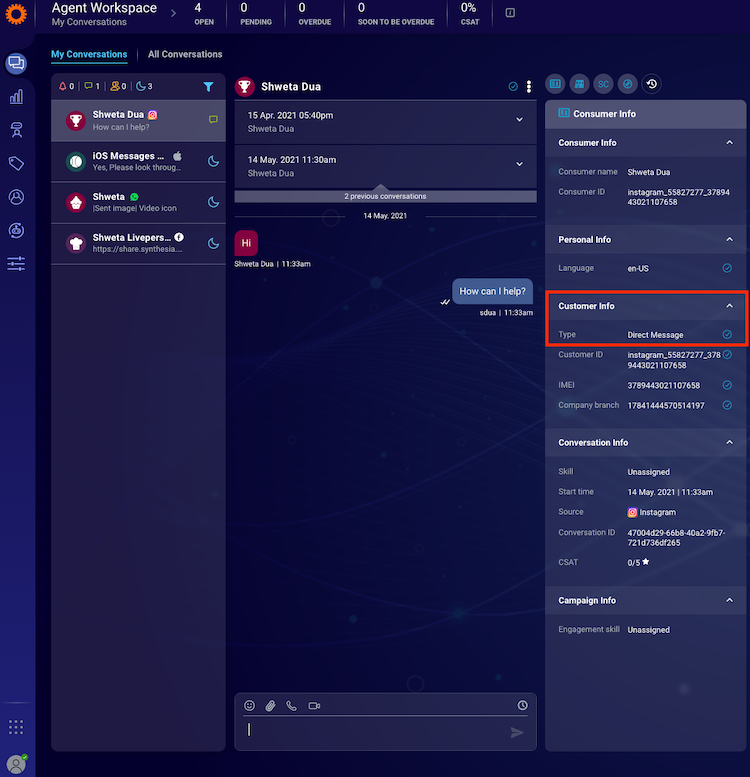 Agent Workspace
My Conversations
4
OPEN
0
PENDING
0
OVERDUE
0
SOON TO BE OVERDUE
0%
CSAT
My Conversations
All Conversations
0 1 0 3
Shweta Dua
How can I help?
iOS Messages ...
Yes, Please look throug...
Shweta
|Sent image| Video icon
Shweta Livepers...
https://share.synthesia....
Shweta Dua
15 Apr. 2021 05:40pm
Shweta Dua
14 May. 2021 11:30am
Shweta Dua
2 previous conversations
14 May. 2021
Hi
Shweta Dua | 11:33am
How can I help?
sdua | 11:33am
SC
Consumer Info
Consumer Info
Consumer name Shweta Dua
Consumer ID instagram_55827277_37894
443021107658
Personal Info
Language en-US
Customer Info
Type Direct Message
Customer ID instagram_55827277_378
9443021107658
IMEI 3789443021107658
Company branch 17841444570514197
Conversation Info
Skill Unassigned
Start time 14 May. 2021 | 11:33am
Source Instagram
Conversation ID 47004d29-66b8-40a2-9fb7-
721d736df265
CSAT 0/5
Campaign Info
Engagement skill Unassigned